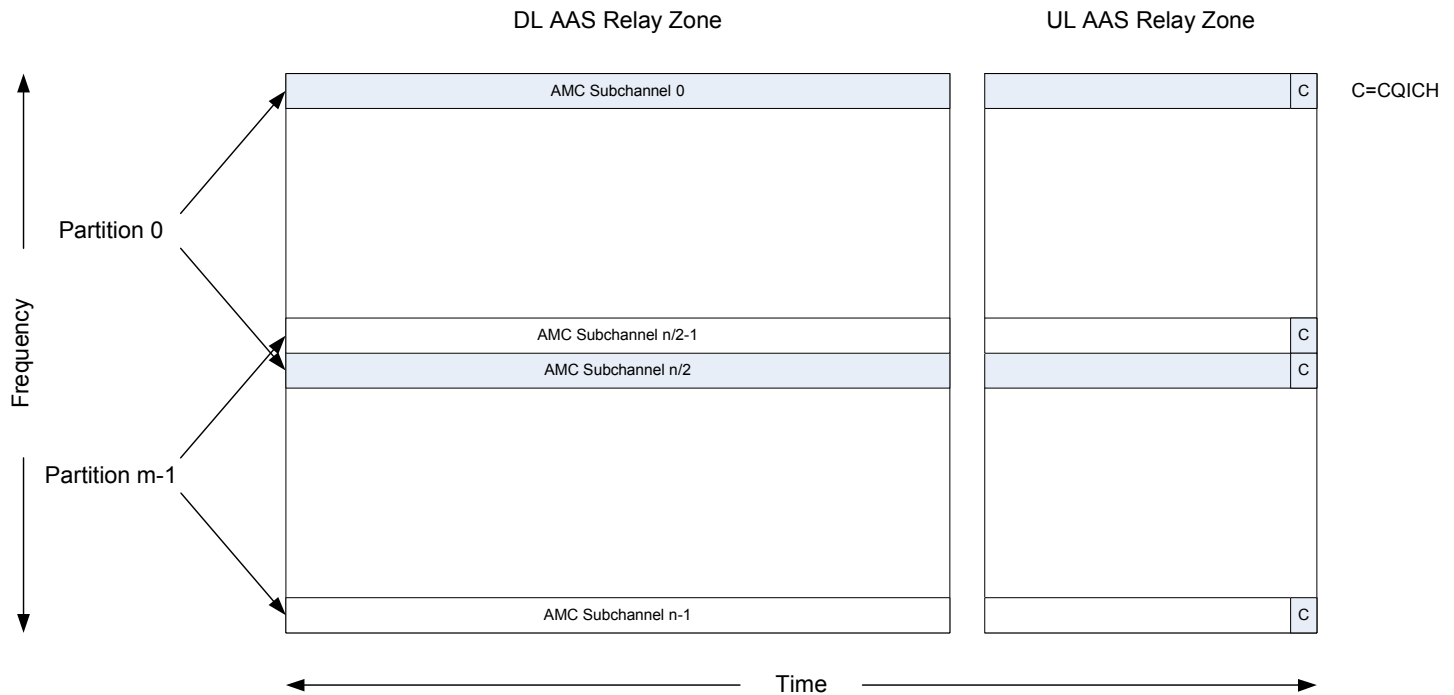 DL AAS Relay Zone
UL AAS Relay Zone
AMC Subchannel 0
C
C=CQICH
Partition 0
Frequency
AMC Subchannel n/2-1
C
AMC Subchannel n/2
C
Partition m-1
AMC Subchannel n-1
C
Time